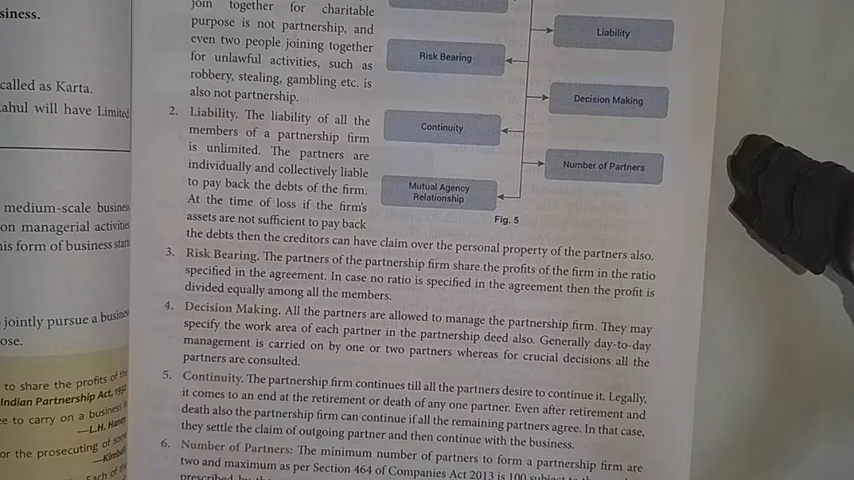 siness.
called as Karta.
ahul will have Limited
medium-scale business
on managerial activities
is form of business start
jointly pursue a business
ose.
to share the profits of the
Indian Partnership Act, 1932
e to carry on a business
—L.H. Haney
or the prosecuting of some
—Kimball
Each of the
join together for charitable
purpose is not partnership, and
even two people joining together
for unlawful activities, such as
robbery, stealing, gambling etc. is
also not partnership.
2. Liability. The liability of all the
members of a partnership firm
is unlimited. The partners are
individually and collectively liable
to pay back the debts of the firm.
At the time of loss if the firm's
assets are not sufficient to pay back
the debts then the creditors can have claim over the personal property of the partners also.
Liability
Risk Bearing
Decision Making
Continuity
Number of Partners
Mutual Agency
Relationship
Fig. 5
3. Risk Bearing. The partners of the partnership firm share the profits of the firm in the ratio
specified in the agreement. In case no ratio is specified in the agreement then the profit is
divided equally among all the members.
4. Decision Making. All the partners are allowed to manage the partnership firm. They may
specify the work area of each partner in the partnership deed also. Generally day-to-day
management is carried on by one or two partners whereas for crucial decisions all the
partners are consulted.
5. Continuity. The partnership firm continues till all the partners desire to continue it. Legally,
it comes to an end at the retirement or death of any one partner. Even after retirement and
death also the partnership firm can continue if all the remaining partners agree. In that case,
they settle the claim of outgoing partner and then continue with the business.
6. Number of Partners: The minimum number of partners to form a partnership firm are
two and maximum as per Section 464 of Companies Act 2013 is 100 subject to
prescribed by the